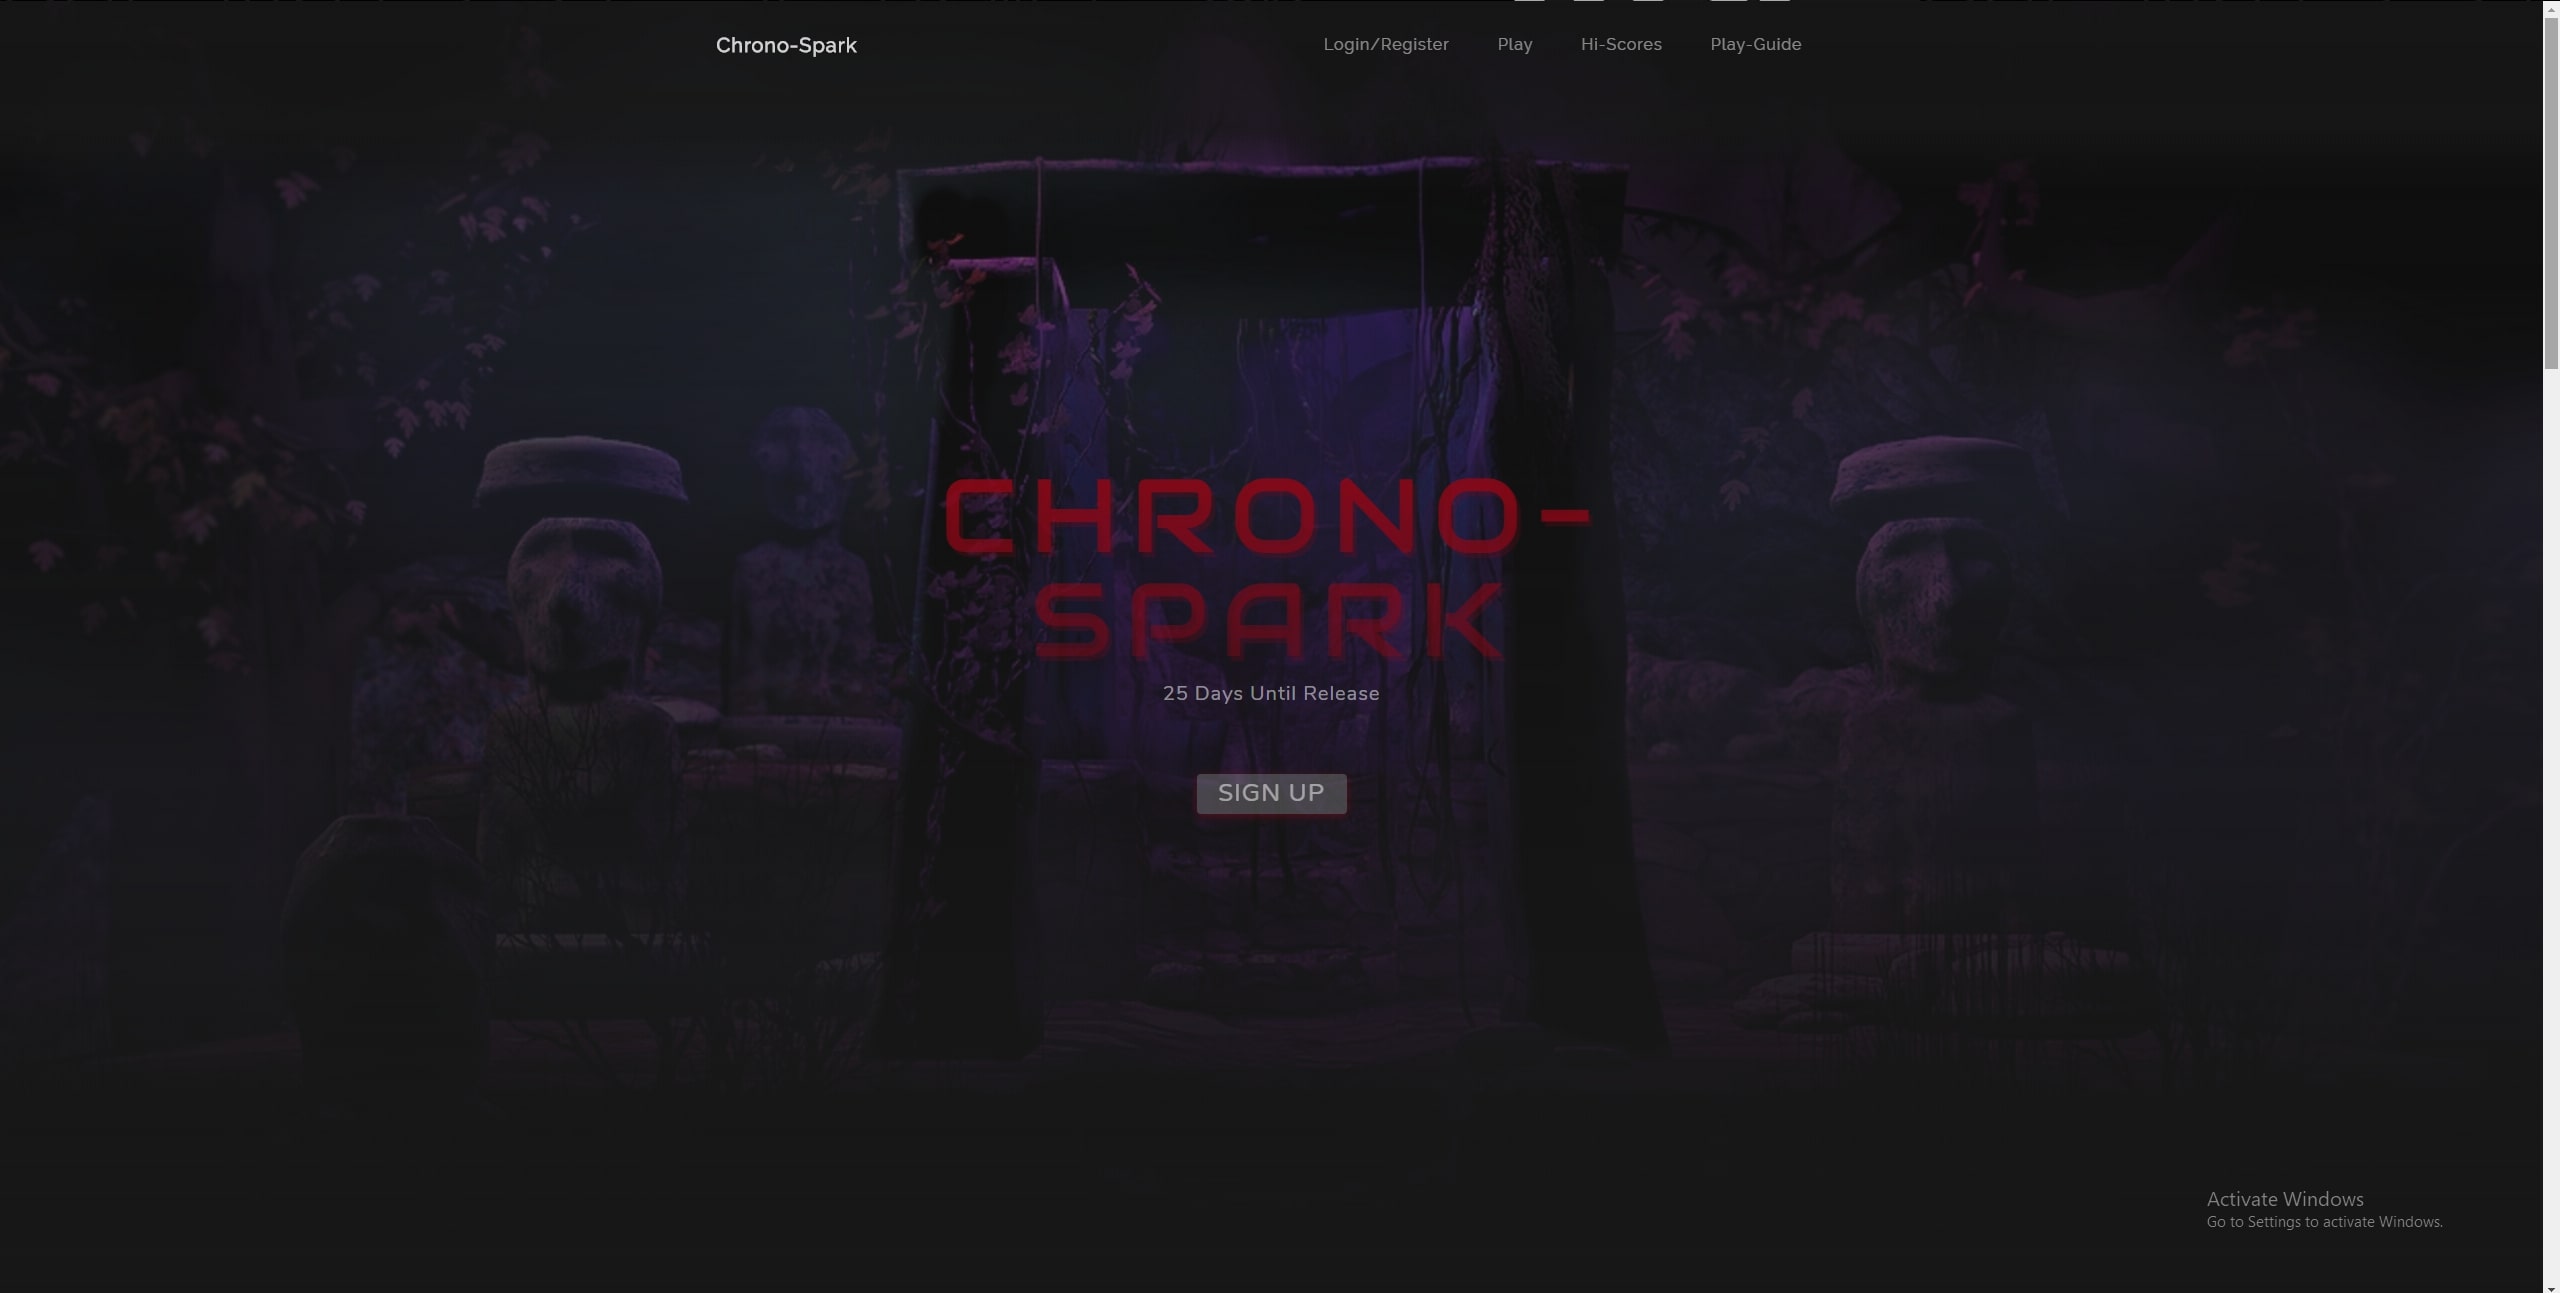 Chrono-Spark
Login/Register Play Hi-Scores Play-Guide
CHRONO-
SPARK
25 Days Until Release
SIGN UP
Activate Windows
Go to Settings to activate Windows.